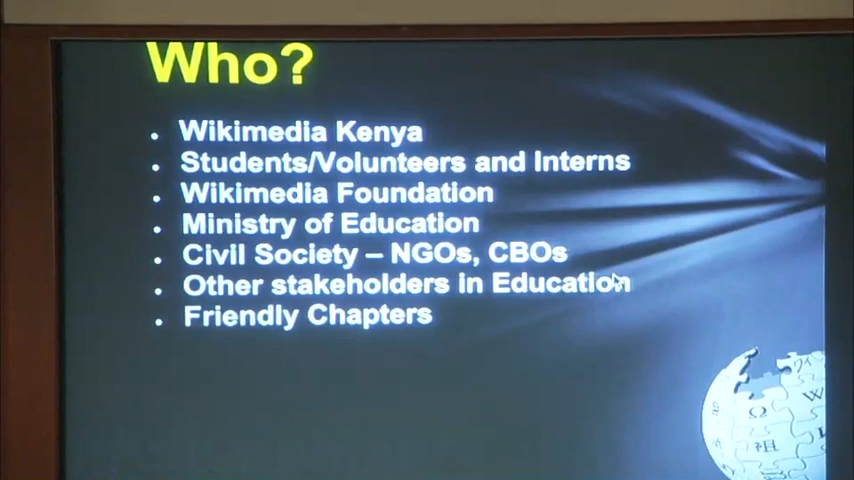 Who?
• Wikimedia Kenya
• Students/Volunteers and Interns
• Wikimedia Foundation
• Ministry of Education
• Civil Society – NGOs, CBOs
• Other stakeholders in Education
• Friendly Chapters
Ω W
祖